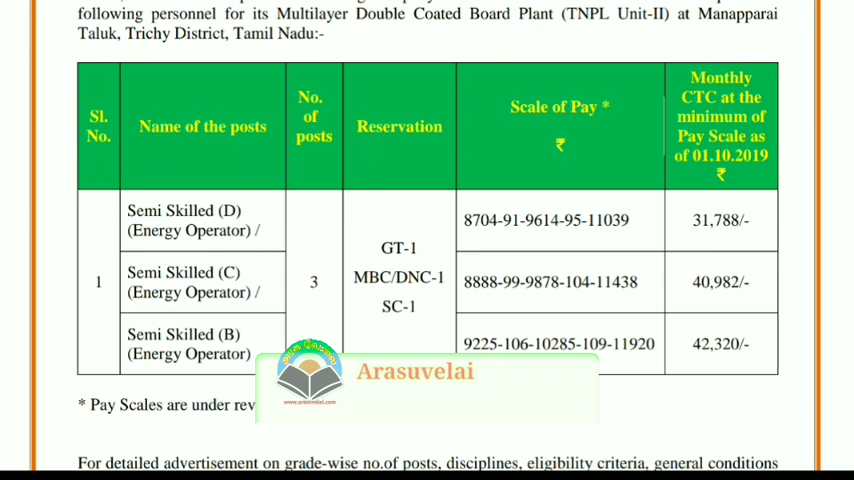 following personnel for its Multilayer Double Coated Board Plant (TNPL Unit-II) at Manapparai
Taluk, Trichy District, Tamil Nadu:-
Sl. No. Name of the posts No. of posts Reservation Scale of Pay * ₹ Monthly CTC at the minimum of Pay Scale as of 01.10.2019 ₹
1
Semi Skilled (D)
(Energy Operator) /
8704-91-9614-95-11039 31,788/-
Semi Skilled (C)
(Energy Operator) /
3
GT-1
MBC/DNC-1
SC-1
8888-99-9878-104-11438 40,982/-
Semi Skilled (B)
(Energy Operator)
9225-106-10285-109-11920 42,320/-
Arasuvelai
www.arasuvelai.com
* Pay Scales are under rev
For detailed advertisement on grade-wise no.of posts, disciplines, eligibility criteria, general conditions